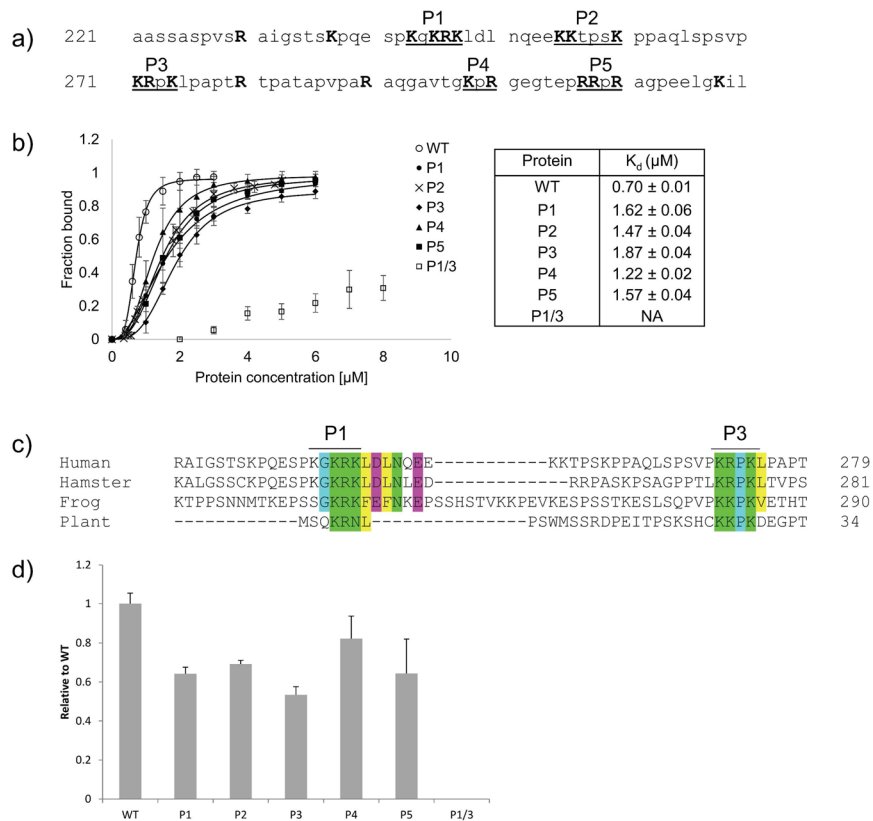 a)
P1 P2
221 aassaspvsR aigstsKpqe spKgKRKldl nqeeKKtpsK ppaqlspsvp
P3 P4 P5
271 KRpKlpaptR tpatapvpaR aqgavtgKpR gegtepRRpR agpeelgKil
b)
1.2
1
0.8
0.6
0.4
0.2
0
Fraction bound
0 2 4 6 8 10
Protein concentration [µM]
WT
P1
P2
P3
P4
P5
P1/3
Protein Kd (µM)
WT 0.70 ± 0.01
P1 1.62 ± 0.06
P2 1.47 ± 0.04
P3 1.87 ± 0.04
P4 1.22 ± 0.02
P5 1.57 ± 0.04
P1/3 NA
c)
P1 P3
Human RAIGSTSKPQESPKGKRKLDLNQEE-----------KKTPSKPPAQLSPSVPKRPKLPAPT 279
Hamster KALGSSCKPQESPKGKRKLDLNLED-----------RRPASKPSAGPPTLKRPKLTVPS 281
Frog KTPPSNNMTKEPSSGKRKFEFNKEPSSHSTVKKPEVKESPSSTKESLSQPVPKKPKVETHT 290
Plant -------------MSQKRNL----------------PSWMSSRDPEITPSKSHCKKPKDEGPT 34
d)
1.2
1
0.8
0.6
0.4
0.2
0
Relative to WT
WT P1 P2 P3 P4 P5 P1/3